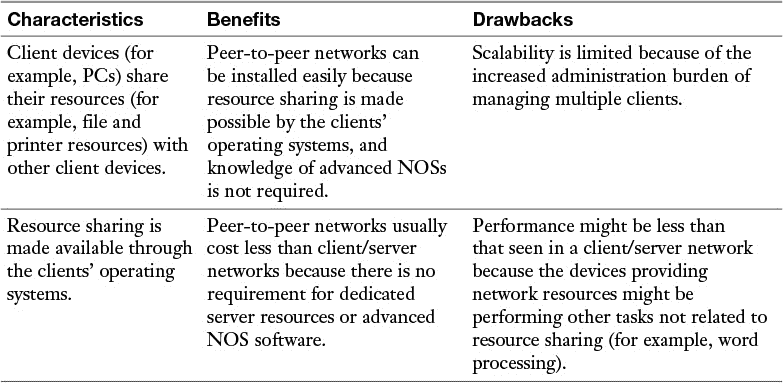 Characteristics Benefits Drawbacks
Client devices (for
example, PCs) share
their resources (for
example, file and
printer resources) with
other client devices.
Peer-to-peer networks can
be installed easily because
resource sharing is made
possible by the clients’
operating systems, and
knowledge of advanced NOSs
is not required.
Scalability is limited because of the
increased administration burden of
managing multiple clients.
Resource sharing is
made available through
the clients’ operating
systems.
Peer-to-peer networks usually
cost less than client/server
networks because there is no
requirement for dedicated
server resources or advanced
NOS software.
Performance might be less than
that seen in a client/server network
because the devices providing
network resources might be
performing other tasks not related to
resource sharing (for example, word
processing).